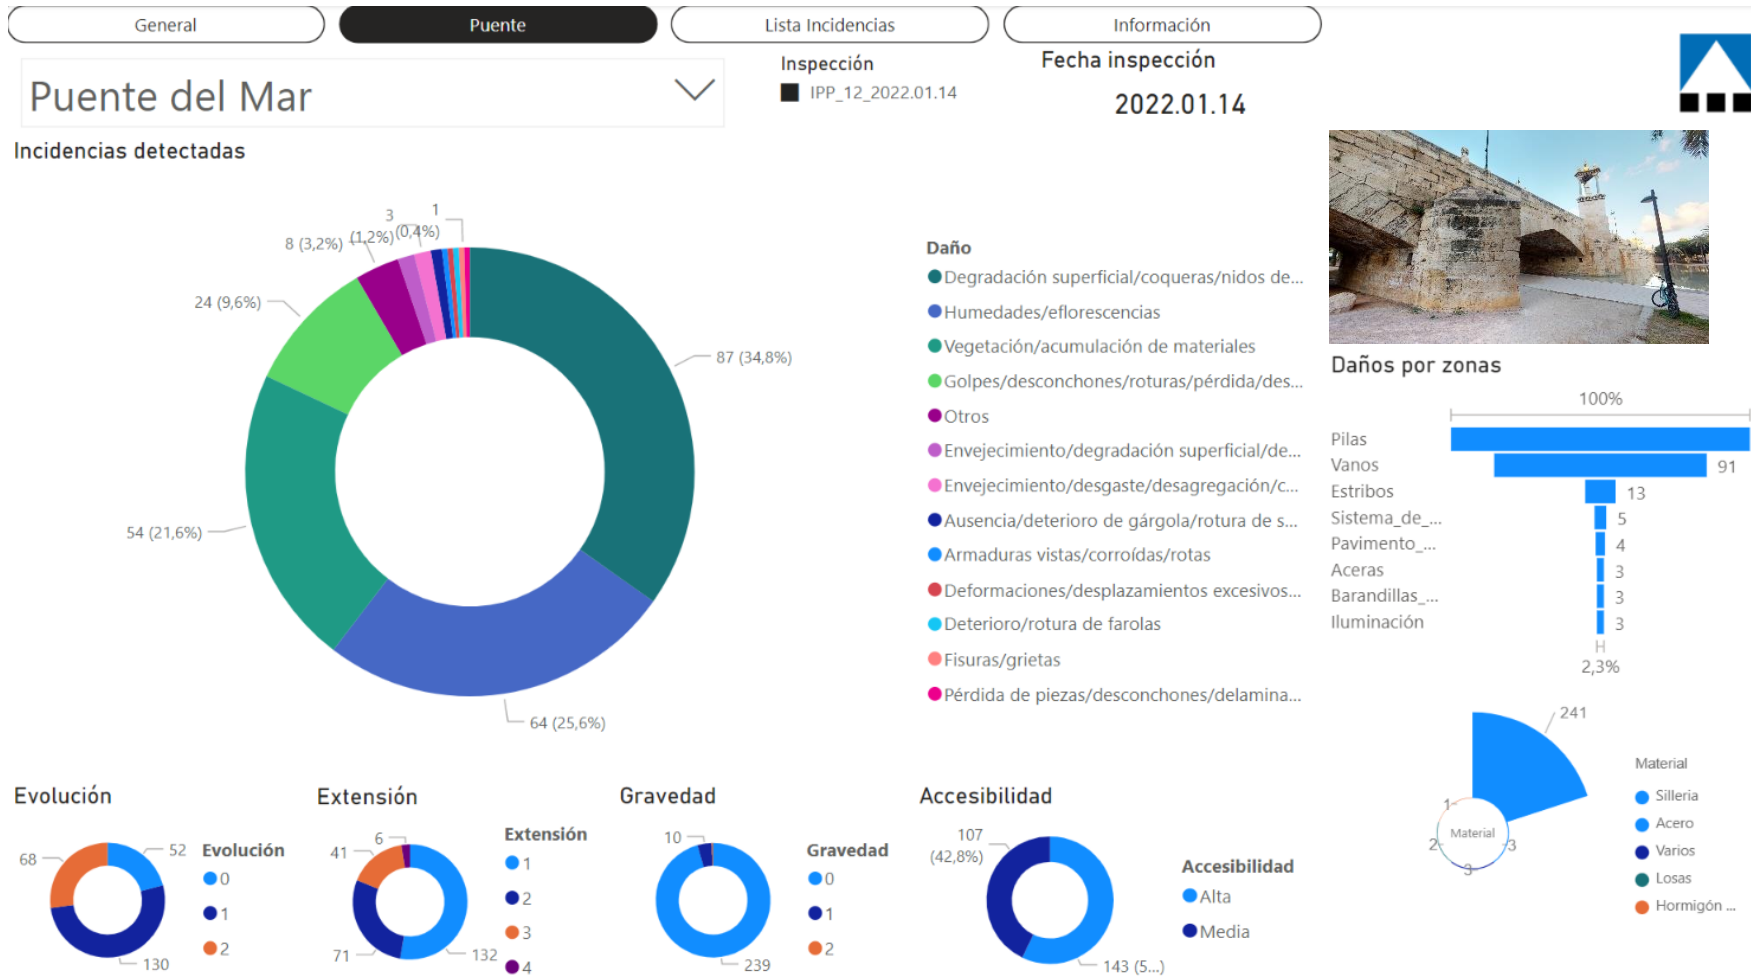 General
Puente
Lista Incidencias
Información
Puente del Mar
Inspección
IPP_12_2022.01.14
Fecha inspección
2022.01.14
Incidencias detectadas
1
3
(0,4%)
(1,2%)
8 (3,2%)
24 (9,6%)
87 (34,8%)
54 (21,6%)
64 (25,6%)
Daño
Degradación superficial/coqueras/nidos de...
Humedades/eflorescencias
Vegetación/acumulación de materiales
Golpes/desconchones/roturas/pérdida/des...
Otros
Envejecimiento/degradación superficial/de...
Envejecimiento/desgaste/desagregación/c...
Ausencia/deterioro de gárgola/rotura de s...
Armaduras vistas/corroídas/rotas
Deformaciones/desplazamientos excesivos...
Deterioro/rotura de farolas
Fisuras/grietas
Pérdida de piezas/desconchones/delamina...
Daños por zonas
100%
Pilas
Vanos 91
Estribos 13
Sistema_de_... 5
Pavimento_... 4
Aceras 3
Barandillas_... 3
Iluminación 3
2,3%
241
1
Material
2
3
3
Material
Silleria
Acero
Varios
Losas
Hormigón ...
Evolución
68
52
130
Evolución
0
1
2
Extensión
6
41
71
132
Extensión
1
2
3
4
Gravedad
10
239
Gravedad
0
1
2
Accesibilidad
107
(42,8%)
143 (5...)
Accesibilidad
Alta
Media